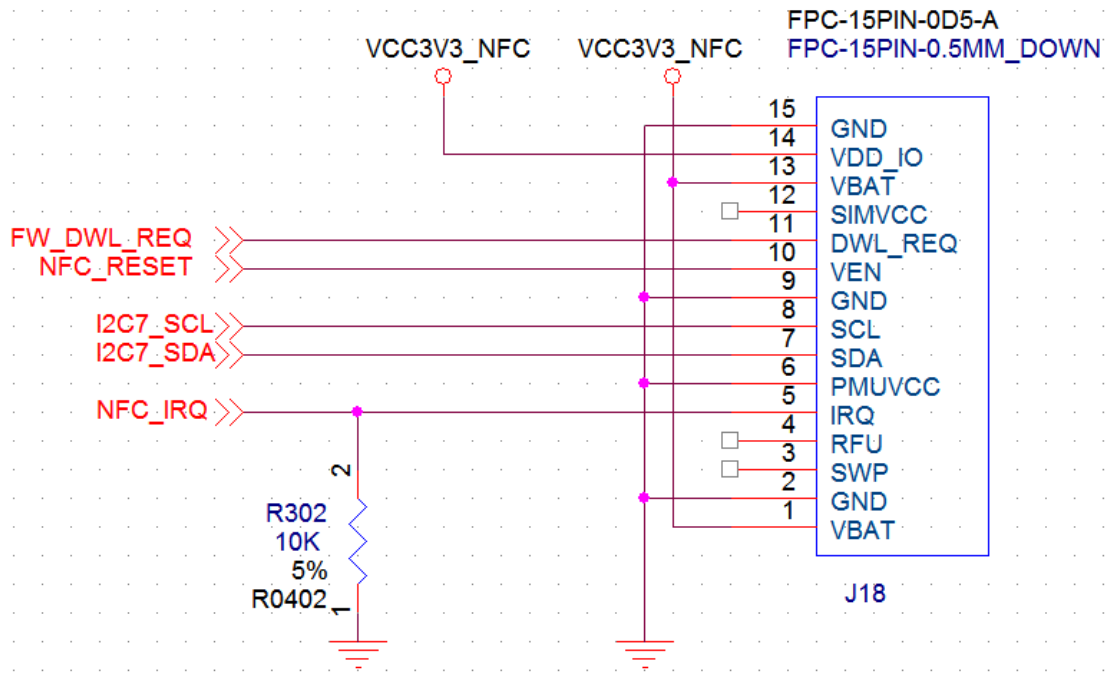 FPC-15PIN-0D5-A
VCC3V3_NFC VCC3V3_NFC FPC-15PIN-0.5MM_DOWN
15
GND
14
VDD_IO
13
VBAT
12
SIMVCC
11
FW_DWL_REQ DWL_REQ
10
NFC_RESET VEN
9
GND
8
I2C7_SCL SCL
7
I2C7_SDA SDA
6
PMUVCC
5
NFC_IRQ IRQ
4
RFU
3
2 SWP
2
R302 GND
1
10K VBAT
5%
R0402 1 J18